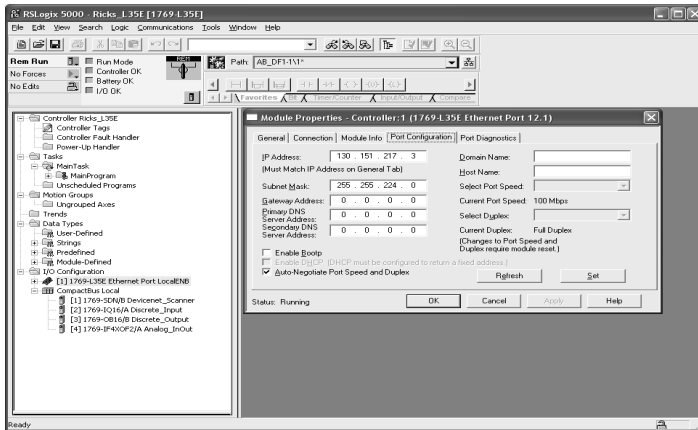 RSLogix 5000 - Ricks_L35E [1769-L35E]
File Edit View Search Logic Communications Tools Window Help
Rem Run
No Forces
No Edits
Run Mode
Controller OK
Battery OK
I/O OK
REM
Path: AB_DF1-1\1*
Favorites Bit Timer/Counter Input/Output Compare
Controller Ricks_L35E
Controller Tags
Controller Fault Handler
Power-Up Handler
Tasks
MainTask
MainProgram
Unscheduled Programs
Motion Groups
Ungrouped Axes
Trends
Data Types
User-Defined
Strings
Predefined
Module-Defined
I/O Configuration
[1] 1769-L35E Ethernet Port LocalENB
CompactBus Local
[1] 1769-SDN/B Devicenet_Scanner
[2] 1769-IQ16/A Discrete_Input
[3] 1769-OB16/B Discrete_Output
[4] 1769-IF4XOF2/A Analog_InOut
Module Properties - Controller:1 (1769-L35E Ethernet Port 12.1)
General Connection Module Info Port Configuration Port Diagnostics
IP Address: 130 . 151 . 217 . 3
(Must Match IP Address on General Tab)
Subnet Mask: 255 . 255 . 224 . 0
Gateway Address: 0 . 0 . 0 . 0
Primary DNS
Server Address: 0 . 0 . 0 . 0
Secondary DNS
Server Address: 0 . 0 . 0 . 0
Enable Bootp
Enable DHCP (DHCP must be configured to return a fixed address.)
Auto-Negotiate Port Speed and Duplex
Domain Name:
Host Name:
Select Port Speed:
Current Port Speed: 100 Mbps
Select Duplex:
Current Duplex: Full Duplex
(Changes to Port Speed and
Duplex require module reset.)
Refresh Set
Status: Running
OK Cancel Apply Help
Ready